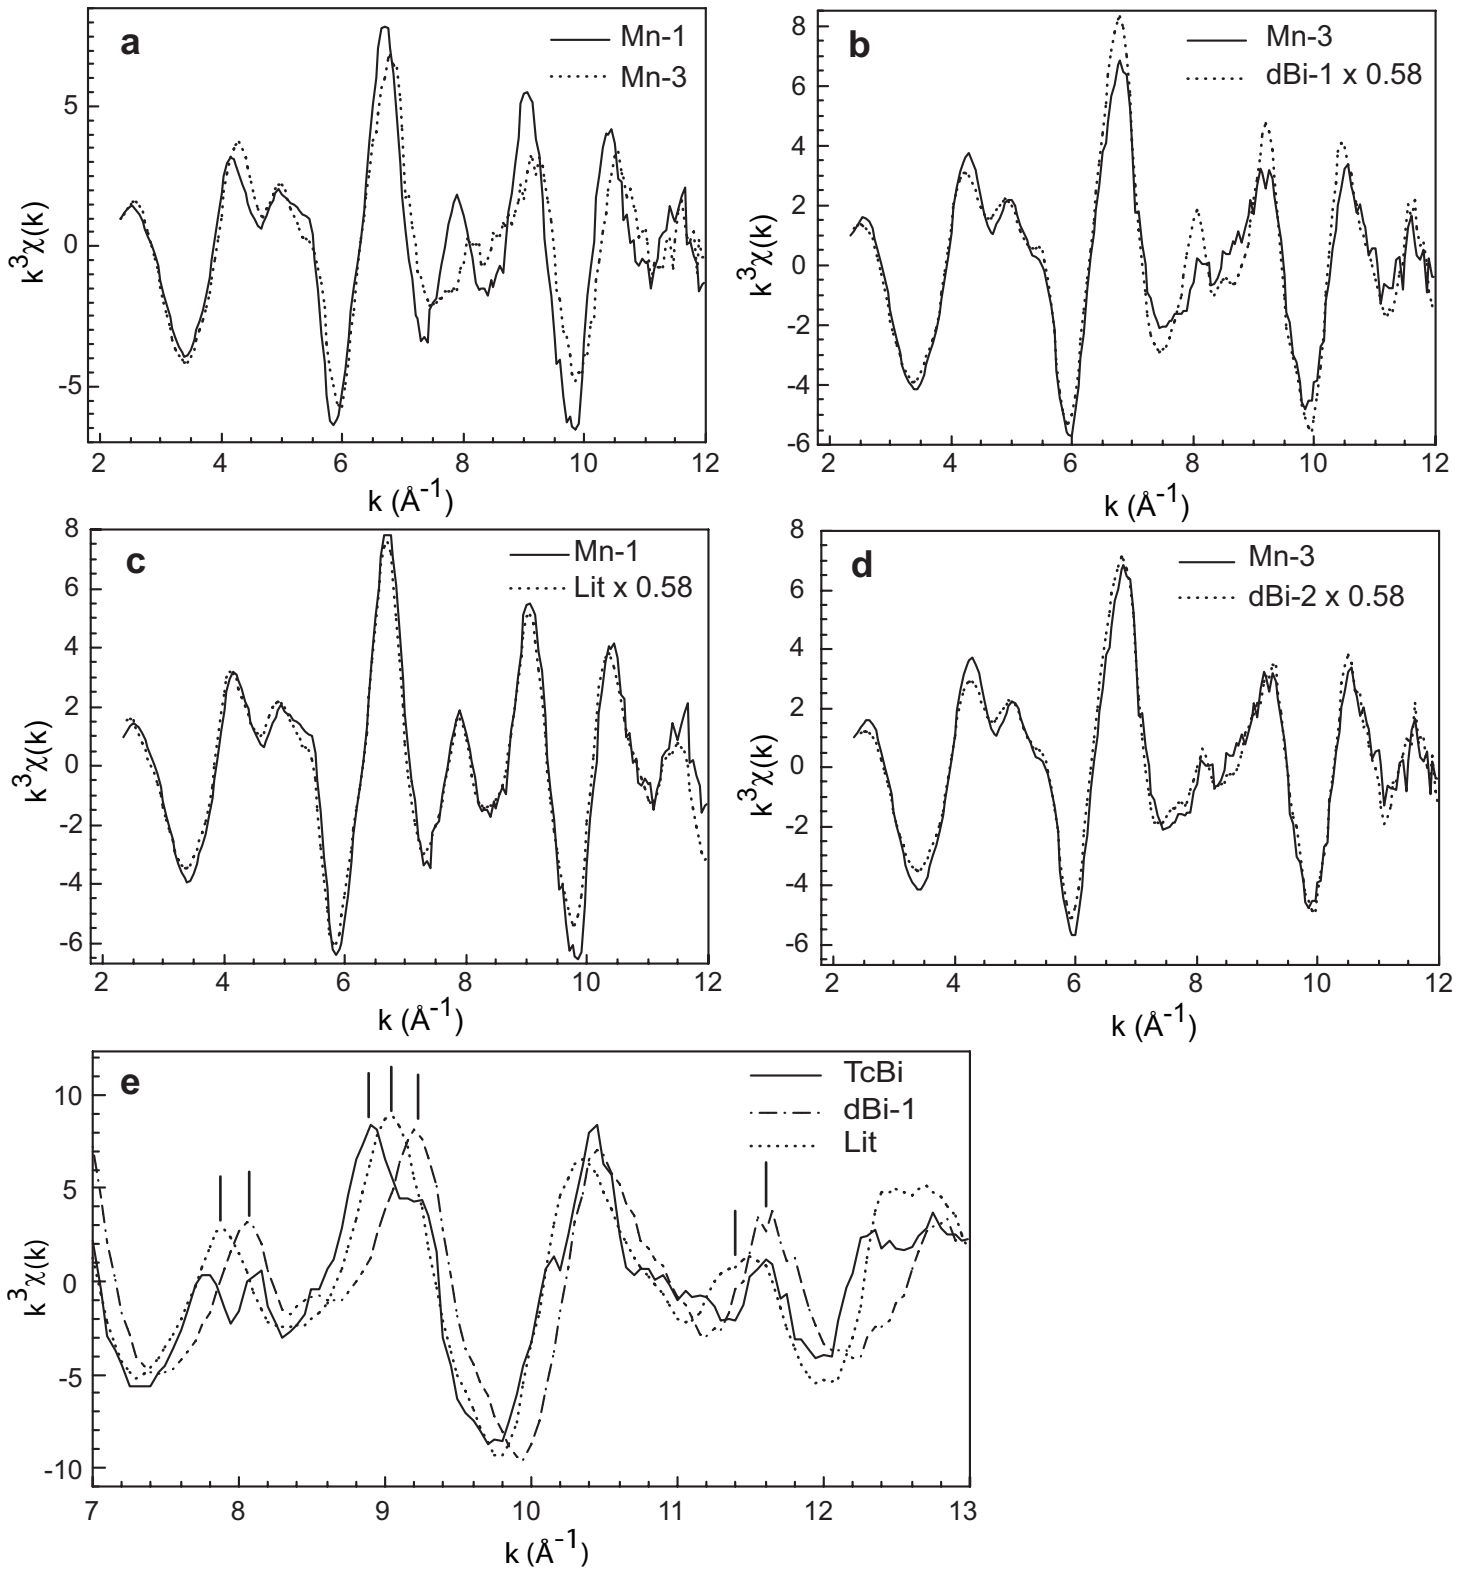 a
Mn-1
Mn-3
5
0
-5
k³χ(k)
2 4 6 8 10 12
k (Å⁻¹)
b
Mn-3
dBi-1 x 0.58
8
6
4
2
0
-2
-4
-6
k³χ(k)
2 4 6 8 10 12
k (Å⁻¹)
c
Mn-1
Lit x 0.58
8
6
4
2
0
-2
-4
-6
k³χ(k)
2 4 6 8 10 12
k (Å⁻¹)
d
Mn-3
dBi-2 x 0.58
8
6
4
2
0
-2
-4
-6
k³χ(k)
2 4 6 8 10 12
k (Å⁻¹)
e
TcBi
dBi-1
Lit
10
5
0
-5
-10
k³χ(k)
7 8 9 10 11 12 13
k (Å⁻¹)